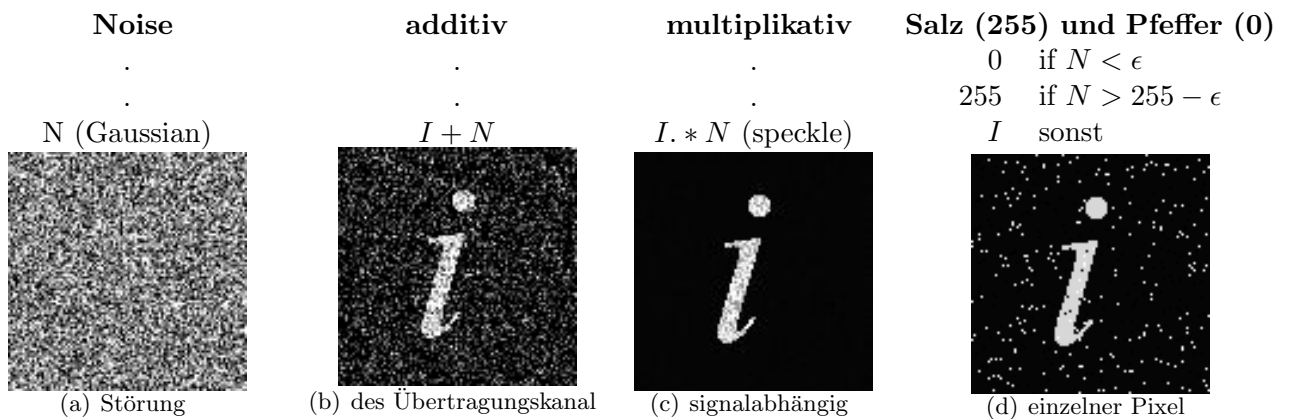 Noise additiv multiplikativ Salz (255) und Pfeffer (0)
. . . 0 if N < ϵ
. . . 255 if N > 255 − ϵ
N (Gaussian) I + N I. ∗ N (speckle) I sonst
i i i
(a) Störung (b) des Übertragungskanal (c) signalabhängig (d) einzelner Pixel